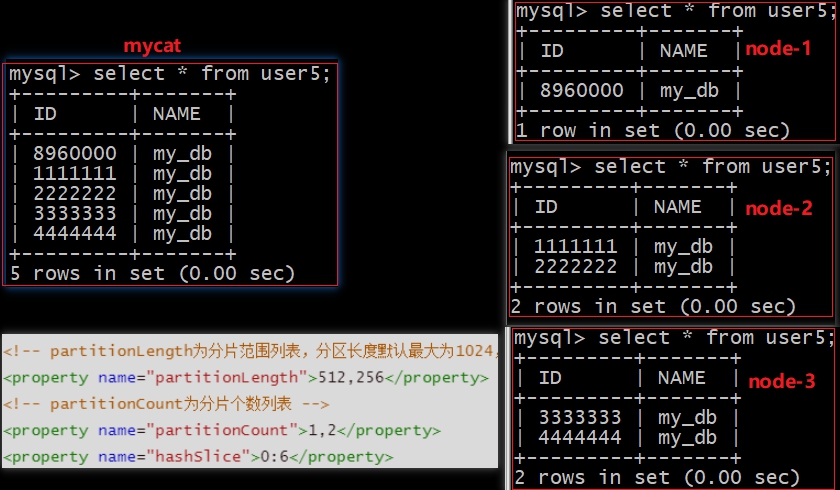 mycat
mysql> select * from user5;
+---------+-------+
| ID      | NAME  |
+---------+-------+
| 8960000 | my_db |
| 1111111 | my_db |
| 2222222 | my_db |
| 3333333 | my_db |
| 4444444 | my_db |
+---------+-------+
5 rows in set (0.00 sec)
<!-- partitionLength为分片范围列表，分区长度默认最大为1024，
<property name="partitionLength">512,256</property>
<!-- partitionCount为分片个数列表 -->
<property name="partitionCount">1,2</property>
<property name="hashSlice">0:6</property>
mysql> select * from user5;
+---------+-------+
| ID      | NAME  | node-1
+---------+-------+
| 8960000 | my_db |
+---------+-------+
1 row in set (0.00 sec)
mysql> select * from user5;
+---------+-------+
| ID      | NAME  | node-2
+---------+-------+
| 1111111 | my_db |
| 2222222 | my_db |
+---------+-------+
2 rows in set (0.00 sec)
mysql> select * from user5;
+---------+-------+
| ID      | NAME  | node-3
+---------+-------+
| 3333333 | my_db |
| 4444444 | my_db |
+---------+-------+
2 rows in set (0.00 sec)